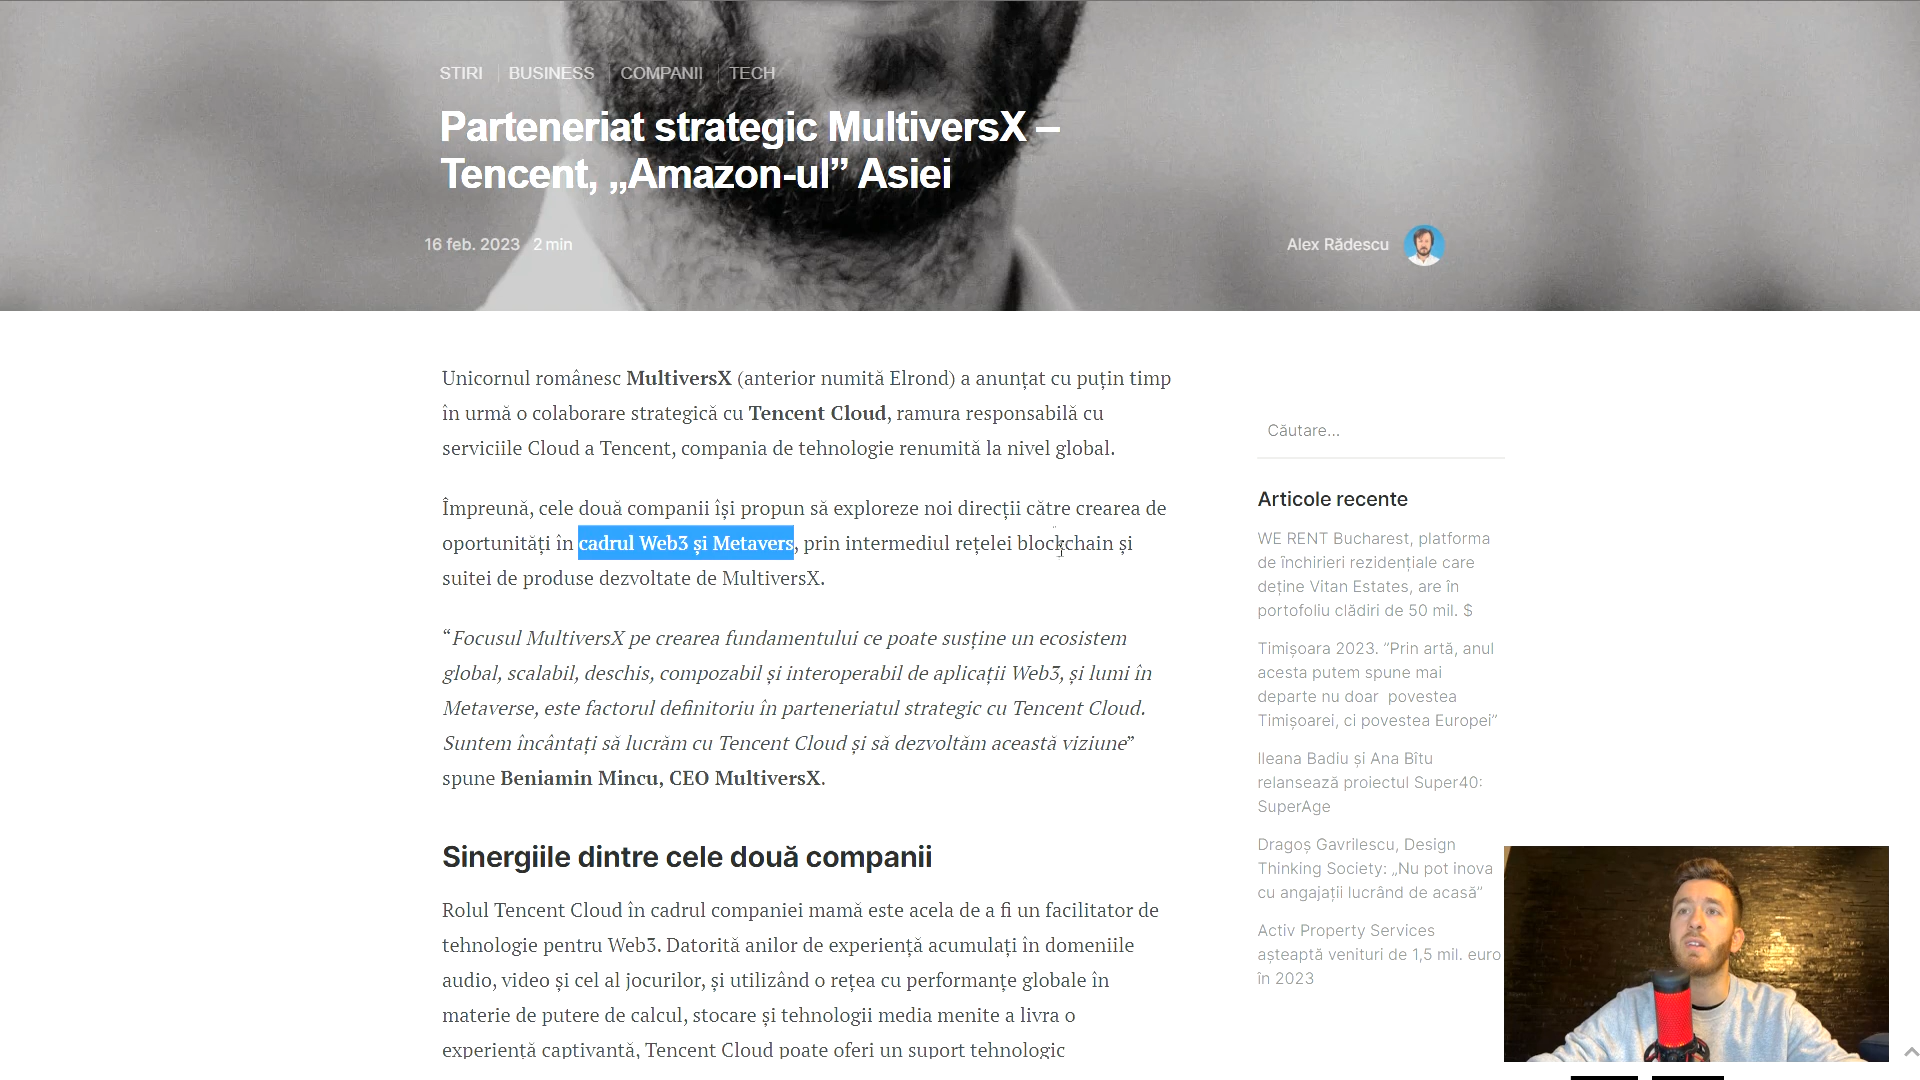 STIRI
BUSINESS
COMPANII
TECH
Parteneriat strategic MultiversX –
Tencent, „Amazon-ul” Asiei
16 feb. 2023 2 min
Alex Rădescu
Unicornul românesc MultiversX (anterior numită Elrond) a anunțat cu puțin timp
în urmă o colaborare strategică cu Tencent Cloud, ramura responsabilă cu
serviciile Cloud a Tencent, compania de tehnologie renumită la nivel global.
Împreună, cele două companii își propun să exploreze noi direcții către crearea de
oportunități în cadrul Web3 și Metavers, prin intermediul rețelei blockchain și
suitei de produse dezvoltate de MultiversX.
“Focusul MultiversX pe crearea fundamentului ce poate susține un ecosistem
global, scalabil, deschis, compozabil și interoperabil de aplicații Web3, și lumi în
Metaverse, este factorul definitoriu în parteneriatul strategic cu Tencent Cloud.
Suntem încântați să lucrăm cu Tencent Cloud și să dezvoltăm această viziune”
spune Beniamin Mincu, CEO MultiversX.
Sinergiile dintre cele două companii
Rolul Tencent Cloud în cadrul companiei mamă este acela de a fi un facilitator de
tehnologie pentru Web3. Datorită anilor de experiență acumulați în domeniile
audio, video și cel al jocurilor, și utilizând o rețea cu performanțe globale în
materie de putere de calcul, stocare și tehnologii media menite a livra o
experiență captivantă, Tencent Cloud poate oferi un suport tehnologic
Căutare...
Articole recente
WE RENT Bucharest, platforma
de închirieri rezidențiale care
deține Vitan Estates, are în
portofoliu clădiri de 50 mil. $
Timișoara 2023. “Prin artă, anul
acesta putem spune mai
departe nu doar povestea
Timișoarei, ci povestea Europei”
Ileana Badiu și Ana Bîtu
relansează proiectul Super40:
SuperAge
Dragoș Gavrilescu, Design
Thinking Society: „Nu poți inova
cu angajații lucrând de acasă”
Activ Property Services
așteaptă venituri de 1,5 mil. euro
în 2023